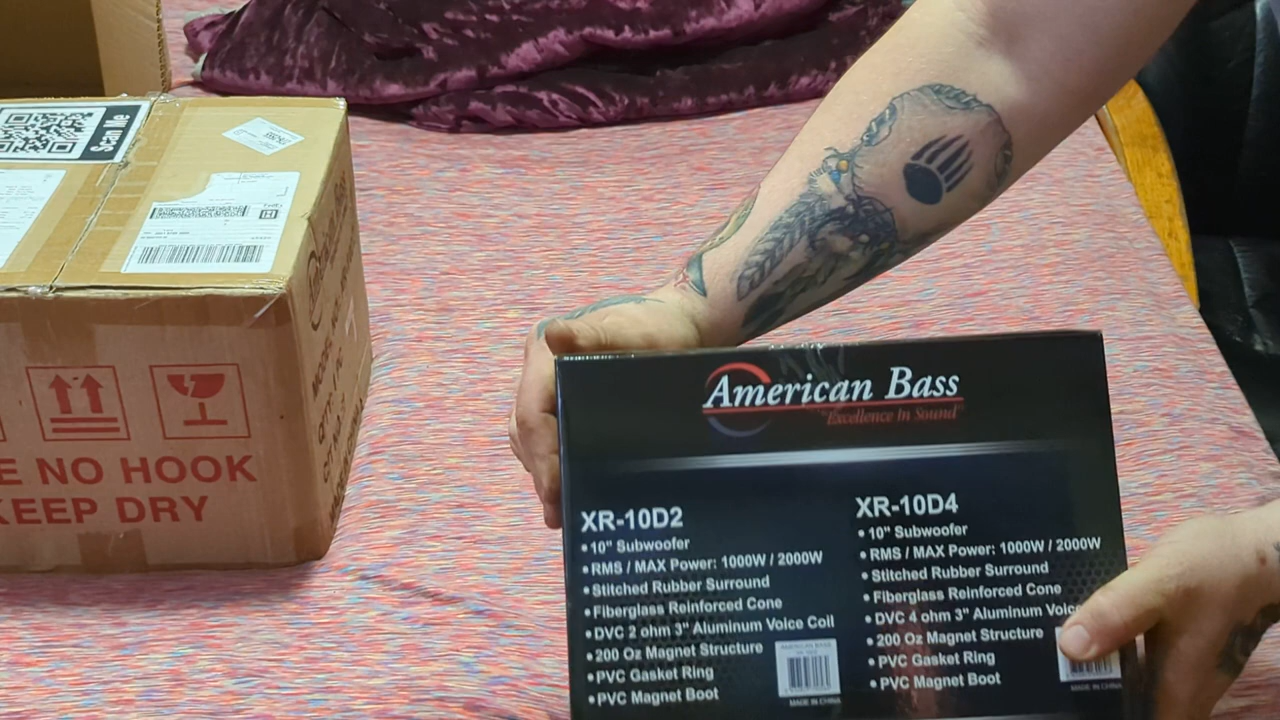 Scan Me
E NO HOOK
KEEP DRY
American Bass
"Excellence In Sound"
XR-10D2
• 10" Subwoofer
• RMS / MAX Power: 1000W / 2000W
• Stitched Rubber Surround
• Fiberglass Reinforced Cone
• DVC 2 ohm 3" Aluminum Voice Coil
• 200 Oz Magnet Structure
• PVC Gasket Ring
• PVC Magnet Boot
AMERICAN BASS
MADE IN CHINA
XR-10D4
• 10" Subwoofer
• RMS / MAX Power: 1000W / 2000W
• Stitched Rubber Surround
• Fiberglass Reinforced Cone
• DVC 4 ohm 3" Aluminum Voice
• 200 Oz Magnet Structure
• PVC Gasket Ring
• PVC Magnet Boot
MADE IN CHINA